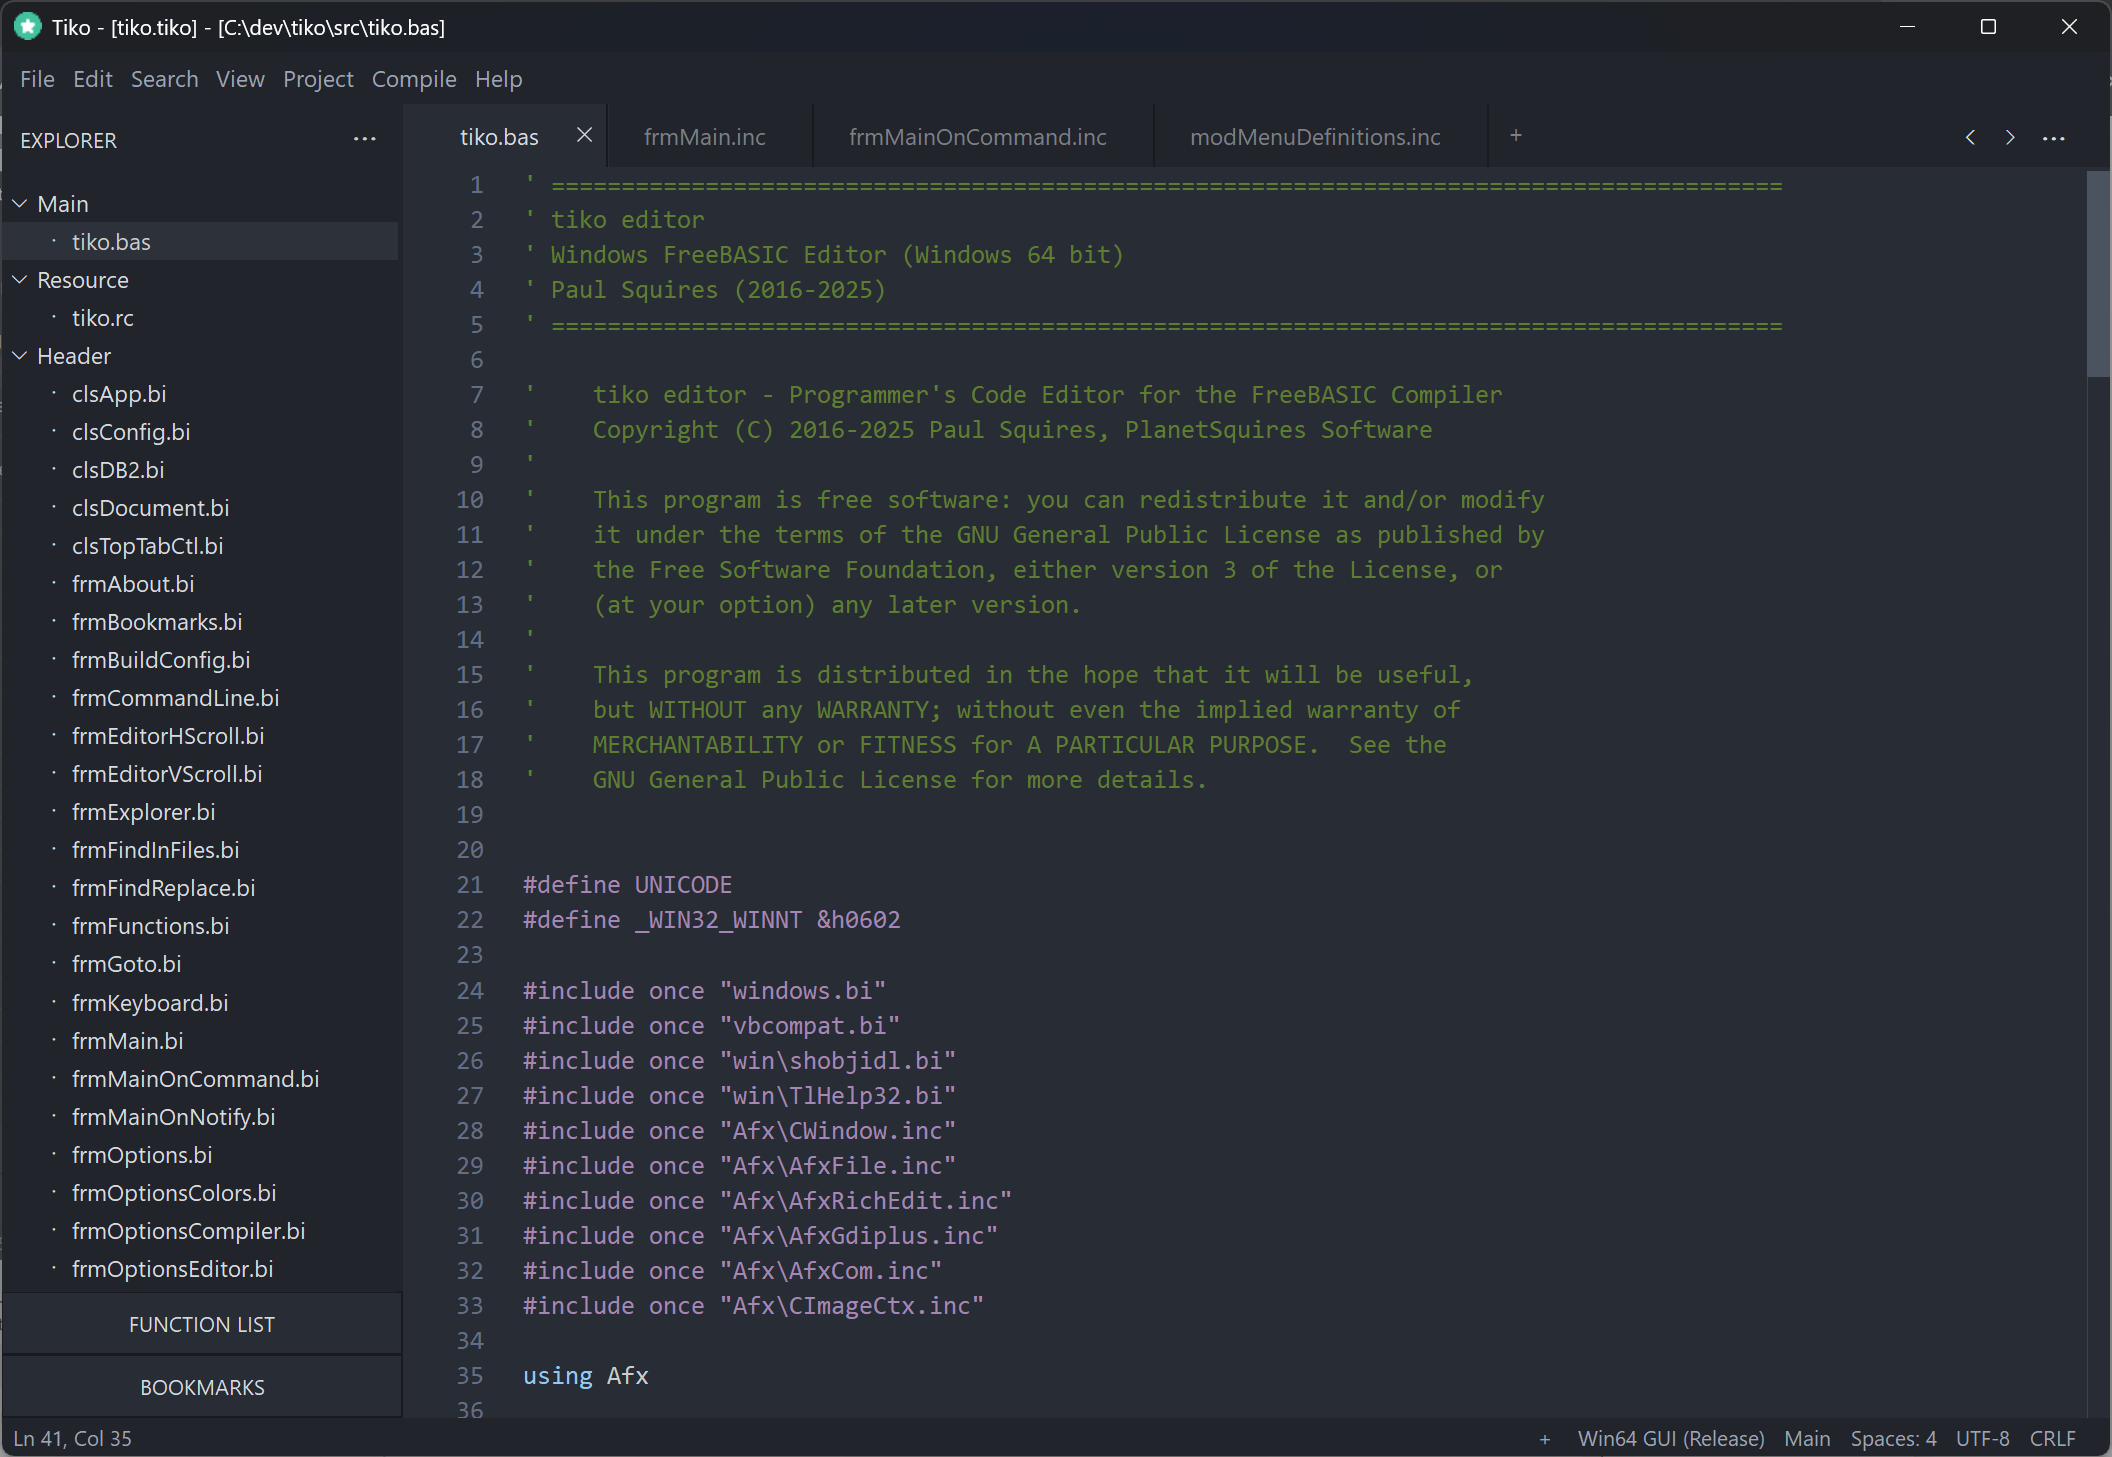 Tiko - [tiko.tiko] - [C:\dev\tiko\src\tiko.bas]
File Edit Search View Project Compile Help
EXPLORER
Main
tiko.bas
Resource
tiko.rc
Header
clsApp.bi
clsConfig.bi
clsDB2.bi
clsDocument.bi
clsTopTabCtl.bi
frmAbout.bi
frmBookmarks.bi
frmBuildConfig.bi
frmCommandLine.bi
frmEditorHScroll.bi
frmEditorVScroll.bi
frmExplorer.bi
frmFindInFiles.bi
frmFindReplace.bi
frmFunctions.bi
frmGoto.bi
frmKeyboard.bi
frmMain.bi
frmMainOnCommand.bi
frmMainOnNotify.bi
frmOptions.bi
frmOptionsColors.bi
frmOptionsCompiler.bi
frmOptionsEditor.bi
FUNCTION LIST
BOOKMARKS
tiko.bas frmMain.inc frmMainOnCommand.inc modMenuDefinitions.inc +
1 ' ========================================================================================
2 ' tiko editor
3 ' Windows FreeBASIC Editor (Windows 64 bit)
4 ' Paul Squires (2016-2025)
5 ' ========================================================================================
6
7 '    tiko editor - Programmer's Code Editor for the FreeBASIC Compiler
8 '    Copyright (C) 2016-2025 Paul Squires, PlanetSquires Software
9 '
10 '    This program is free software: you can redistribute it and/or modify
11 '    it under the terms of the GNU General Public License as published by
12 '    the Free Software Foundation, either version 3 of the License, or
13 '    (at your option) any later version.
14 '
15 '    This program is distributed in the hope that it will be useful,
16 '    but WITHOUT any WARRANTY; without even the implied warranty of
17 '    MERCHANTABILITY or FITNESS for A PARTICULAR PURPOSE.  See the
18 '    GNU General Public License for more details.
19
20
21 #define UNICODE
22 #define _WIN32_WINNT &h0602
23
24 #include once "windows.bi"
25 #include once "vbcompat.bi"
26 #include once "win\shobjidl.bi"
27 #include once "win\TlHelp32.bi"
28 #include once "Afx\CWindow.inc"
29 #include once "Afx\AfxFile.inc"
30 #include once "Afx\AfxRichEdit.inc"
31 #include once "Afx\AfxGdiplus.inc"
32 #include once "Afx\AfxCom.inc"
33 #include once "Afx\CImageCtx.inc"
34
35 using Afx
36
Ln 41, Col 35 + Win64 GUI (Release) Main Spaces: 4 UTF-8 CRLF